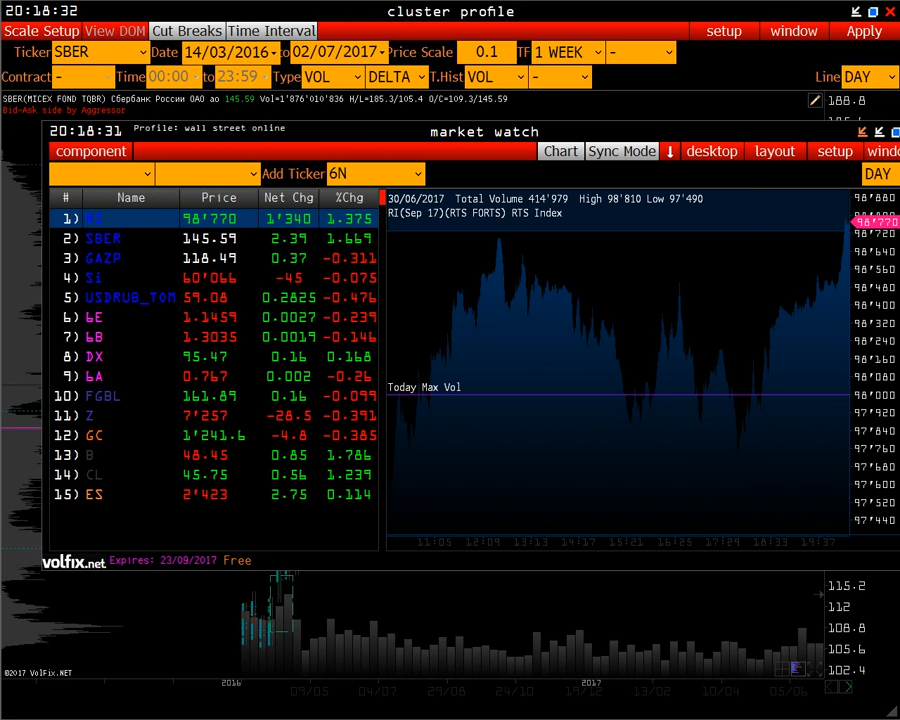 20:18:32 cluster profile
Scale Setup View DOM Cut Breaks Time Interval setup window Apply
Ticker SBER Date 14/03/2016 to 02/07/2017 Price Scale 0.1 TF 1 WEEK -
Contract - Time 00:00 to 23:59 Type VOL DELTA T.Hist VOL - Line DAY
SBER(MICEX FOND TQBR) Сбербанк России ОАО ао 145.59 Vol=1'876'010'836 H/L=185.3/105.4 O/C=109.3/145.59 188.8
Bid-Ask side by Aggressor
20:18:31 Profile: wall street online market watch
component Chart Sync Mode ↓ desktop layout setup windo
Add Ticker 6N DAY
# Name Price Net Chg %Chg
30/06/2017 Total Volume 414'979 High 98'810 Low 97'490
RI(Sep 17)(RTS FORTS) RTS Index
1) RI 98'770 1'340 1.375
2) SBER 145.59 2.39 1.669
3) GAZP 118.49 0.37 -0.311
4) Si 60'066 -45 -0.075
5) USDRUB_TOM 59.08 0.2825 -0.476
6) 6E 1.1459 0.0027 -0.239
7) 6B 1.3035 0.0019 -0.146
8) DX 95.47 0.16 0.168
9) 6A 0.767 0.002 -0.26
10) FGBL 161.89 0.16 -0.099
11) Z 7'257 -28.5 -0.391
12) GC 1'241.6 -4.8 -0.385
13) B 48.45 0.85 1.786
14) CL 45.75 0.56 1.239
15) ES 2'423 2.75 0.114
Today Max Vol
98'880
98'770
98'720
98'640
98'560
98'480
98'400
98'320
98'240
98'160
98'080
98'000
97'920
97'840
97'760
97'680
97'600
97'520
97'440
11:05 12:09 13:13 14:17 15:21 16:25 17:29 18:33 19:37
volfix.net Expires: 23/09/2017 Free
115.2
112
108.8
105.6
102.4
©2017 VolFix.NET
2016 2017
09/05 04/07 29/08 24/10 19/12 13/02 10/04 05/06